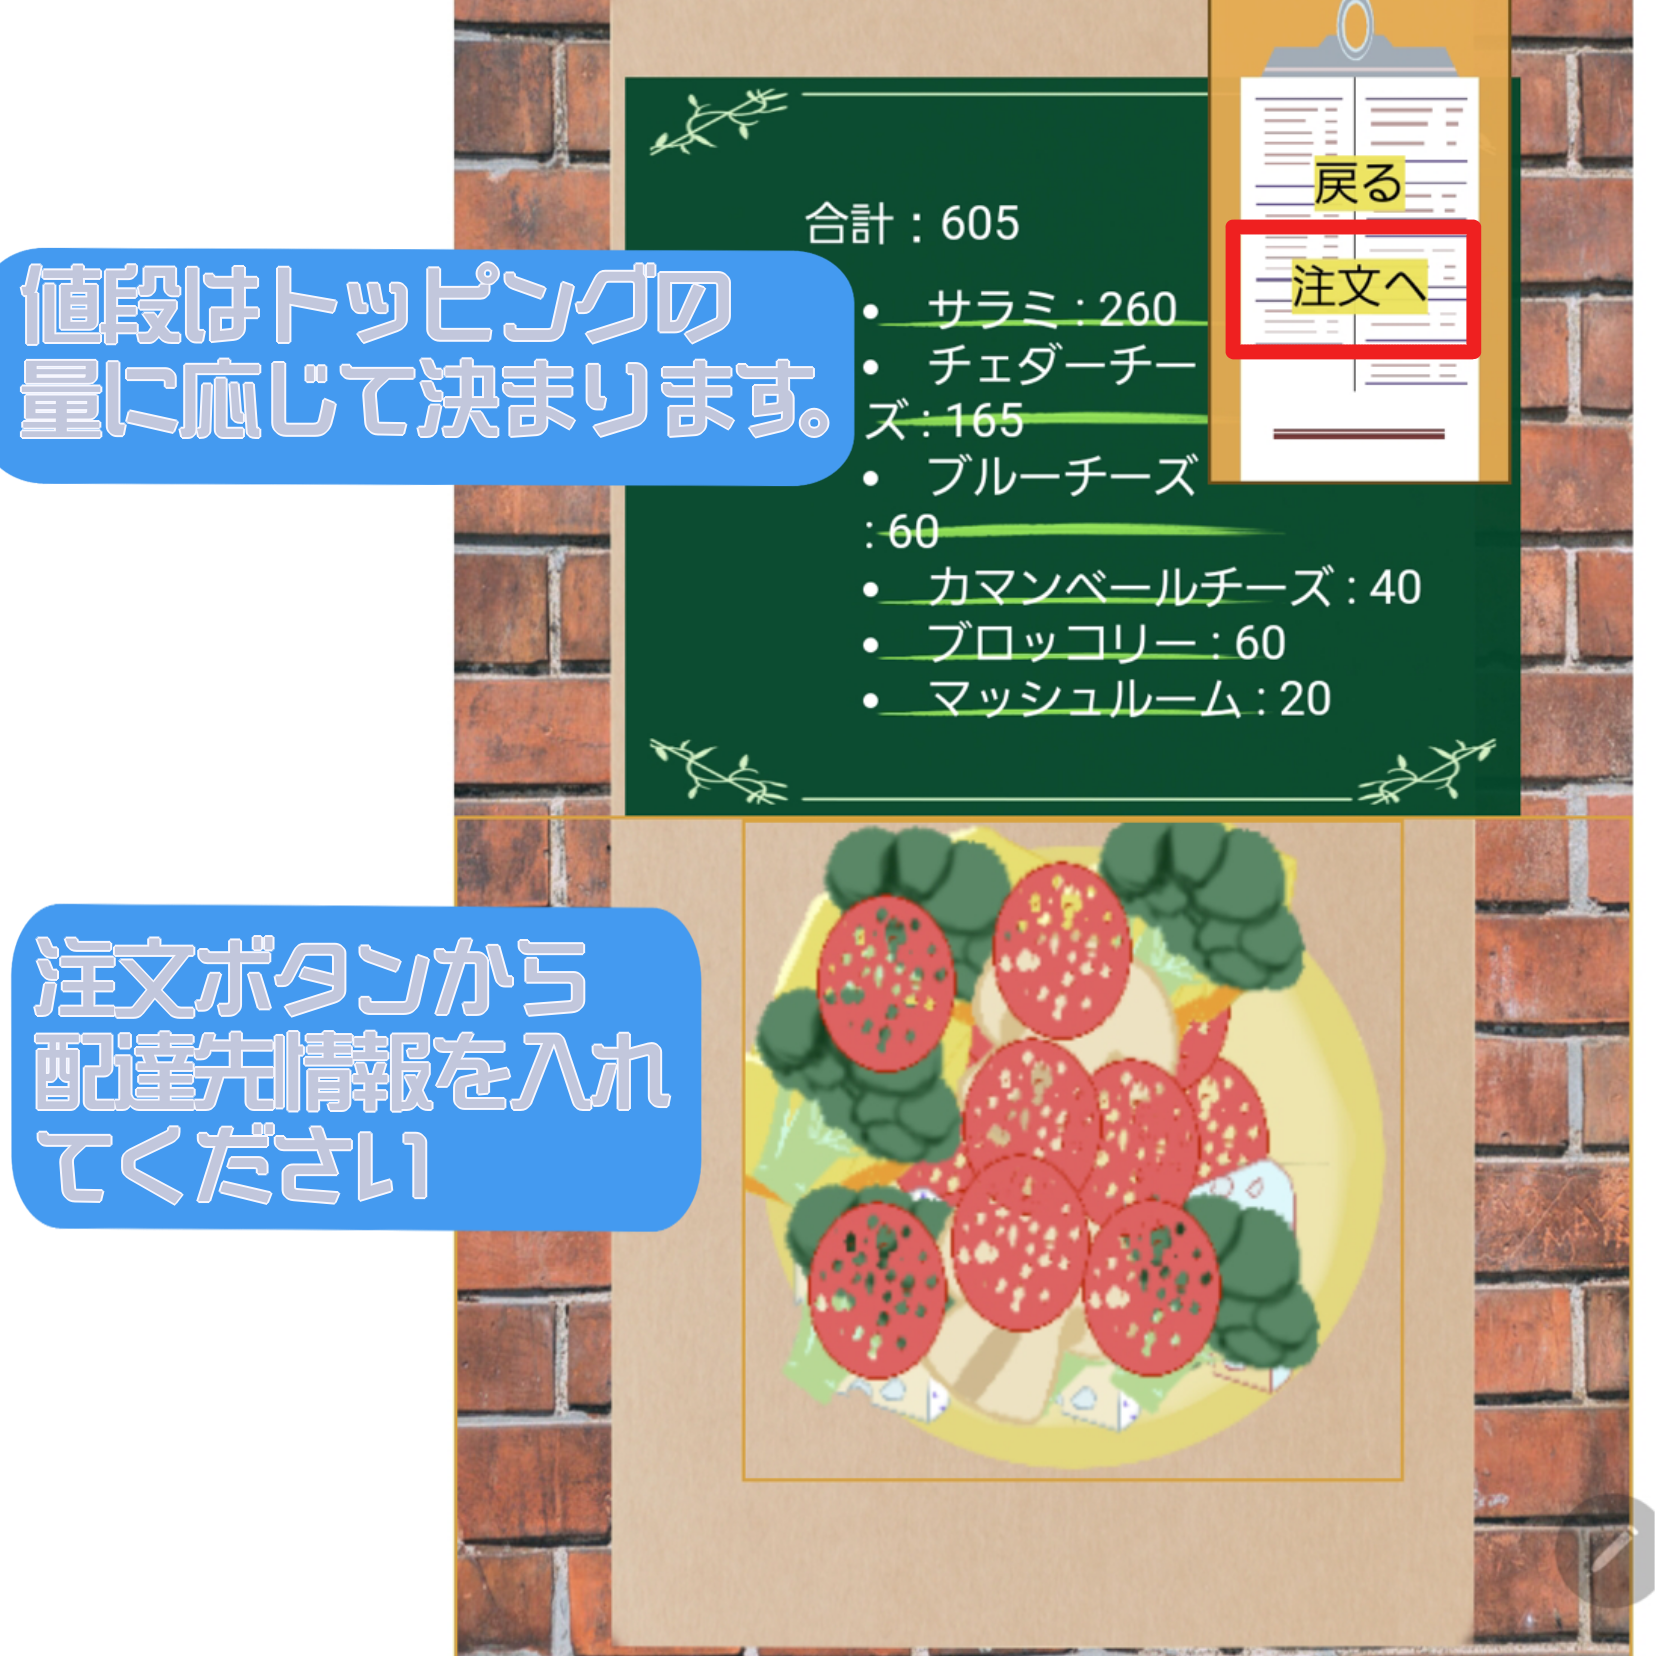 合計：605
戻る
注文へ
値段はトッピングの
量に応じて決まります。
• サラミ : 260
• チェダーチー
ズ : 165
• ブルーチーズ
: 60
• カマンベールチーズ : 40
• ブロッコリー : 60
• マッシュルーム : 20
注文ボタンから
配達先情報を入れ
てください